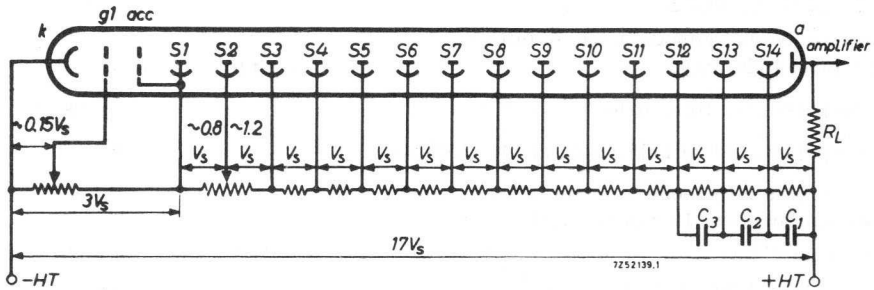 g1 acc
k S1 S2 S3 S4 S5 S6 S7 S8 S9 S10 S11 S12 S13 S14 a amplifier
~0.15Vs ~0.8 ~1.2 RL
Vs Vs Vs Vs Vs Vs Vs Vs Vs Vs Vs Vs Vs Vs
3Vs C3 C2 C1
17Vs 7Z52139.1
-HT +HT